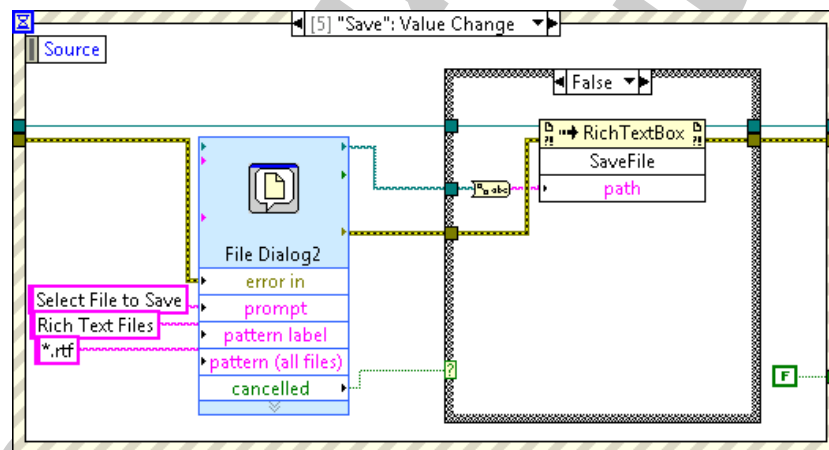 [5] "Save": Value Change
Source
False
RichTextBox
SaveFile
path
abc
File Dialog2
error in
Select File to Save
prompt
Rich Text Files
pattern label
*.rtf
pattern (all files)
cancelled
?
F